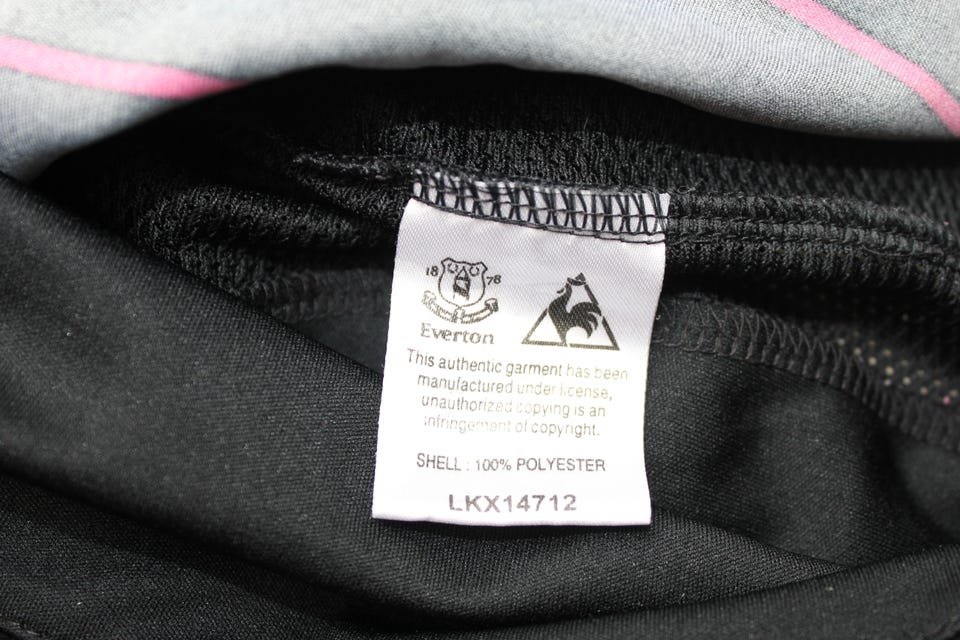 18 78
Everton
This authentic garment has been
manufactured under license,
unauthorized copying is an
infringement of copyright.
SHELL : 100% POLYESTER
LKX14712